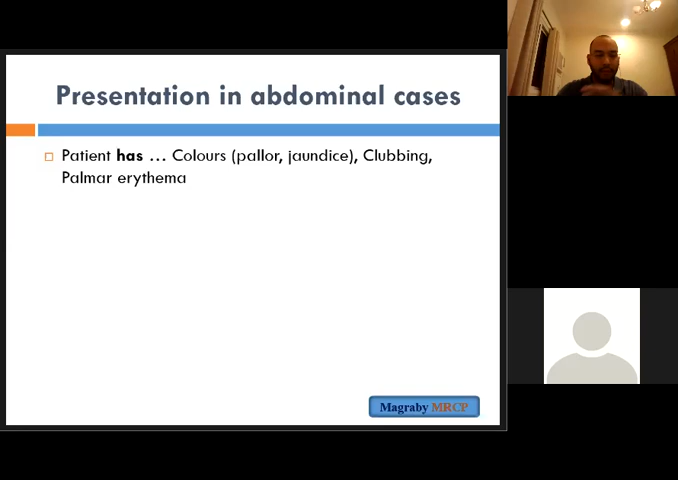 Presentation in abdominal cases
Patient has ... Colours (pallor, jaundice), Clubbing,
Palmar erythema
Magraby MRCP